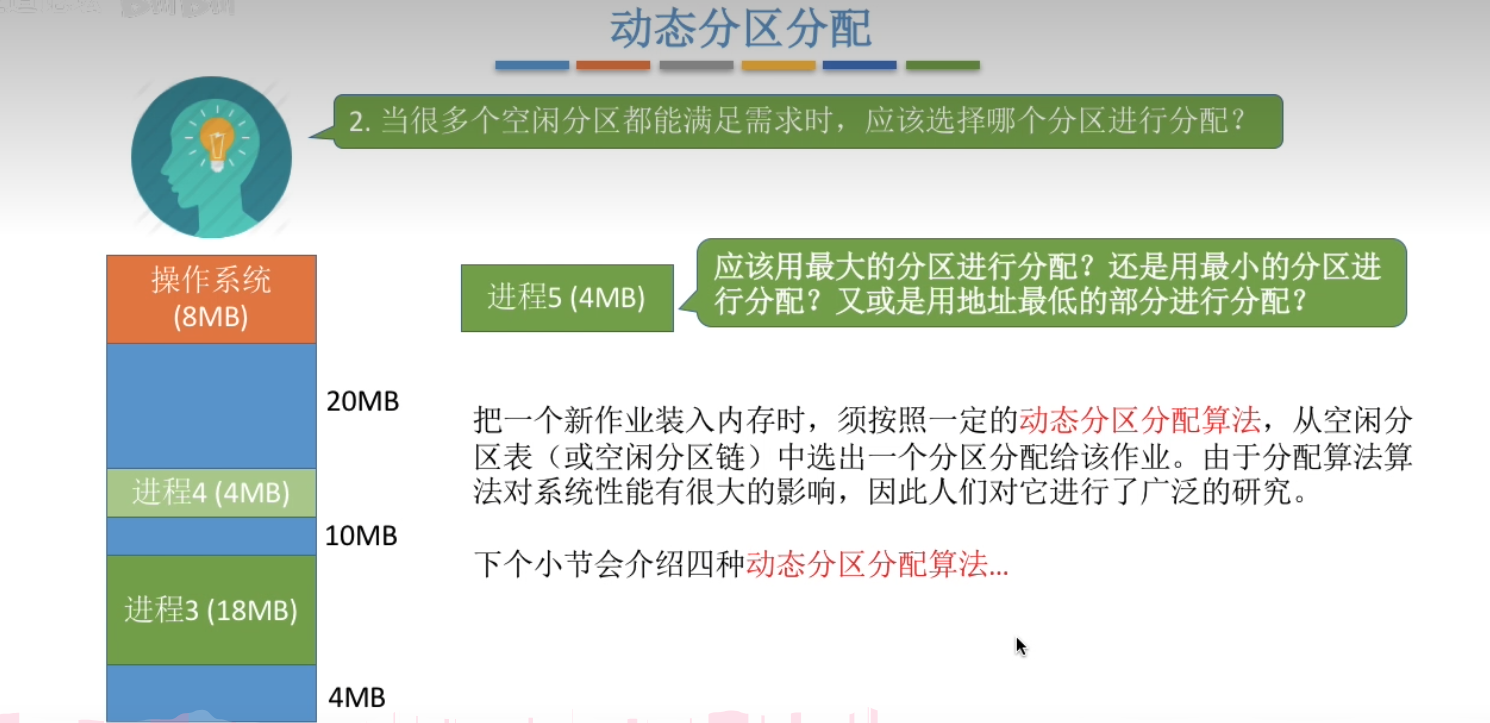 动态分区分配
2. 当很多个空闲分区都能满足需求时，应该选择哪个分区进行分配？
操作系统
(8MB)
20MB
进程4 (4MB)
10MB
进程3 (18MB)
4MB
进程5 (4MB)
应该用最大的分区进行分配？还是用最小的分区进
行分配？又或是用地址最低的部分进行分配？
把一个新作业装入内存时，须按照一定的动态分区分配算法，从空闲分
区表（或空闲分区链）中选出一个分区分配给该作业。由于分配算法算
法对系统性能有很大的影响，因此人们对它进行了广泛的研究。
下个小节会介绍四种动态分区分配算法...